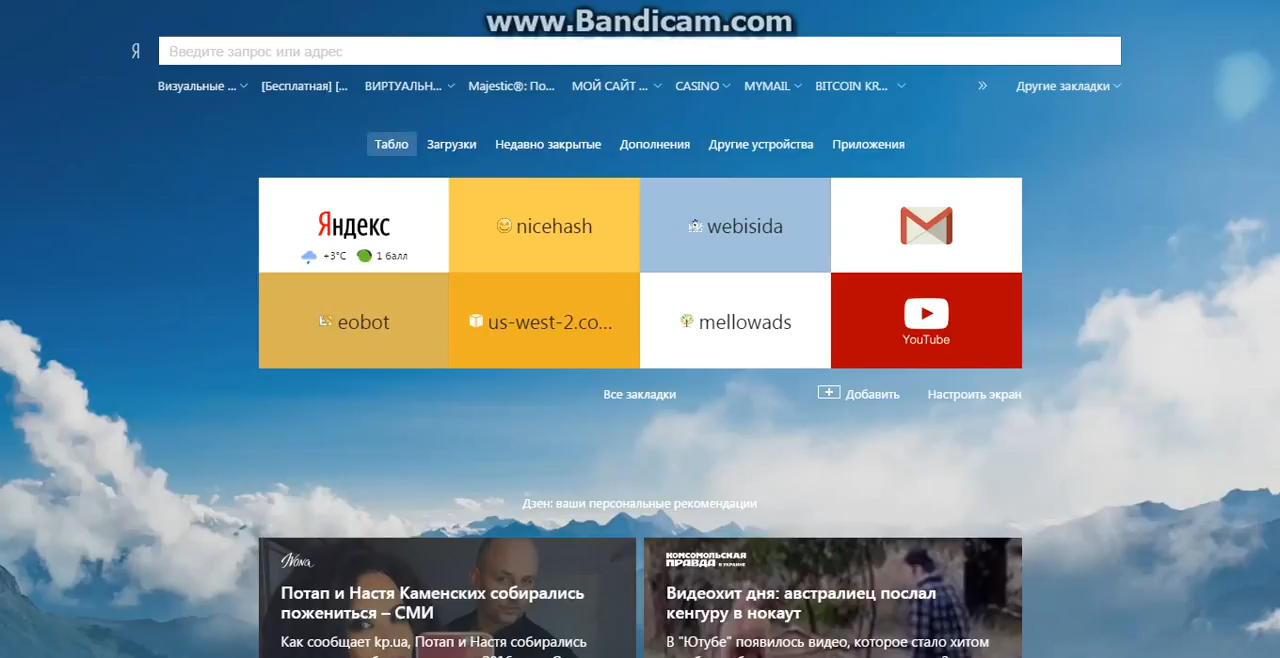 www.Bandicam.com
Я Введите запрос или адрес
Визуальные ... [Бесплатная] [... ВИРТУАЛЬН... Majestic®: По... МОЙ САЙТ ... CASINO MYMAIL BITCOIN KR... » Другие закладки
Табло Загрузки Недавно закрытые Дополнения Другие устройства Приложения
Яндекс
+3°C 1 балл
nicehash
webisida
eobot
us-west-2.co...
mellowads
YouTube
Все закладки Добавить Настроить экран
Дзен: ваши персональные рекомендации
Потап и Настя Каменских собирались
пожениться – СМИ
Как сообщает kp.ua, Потап и Настя собирались
КОМСОМОЛЬСКАЯ
ПРАВДА В УКРАИНЕ
Видеохит дня: австралиец послал
кенгуру в нокаут
В "Ютубе" появилось видео, которое стало хитом